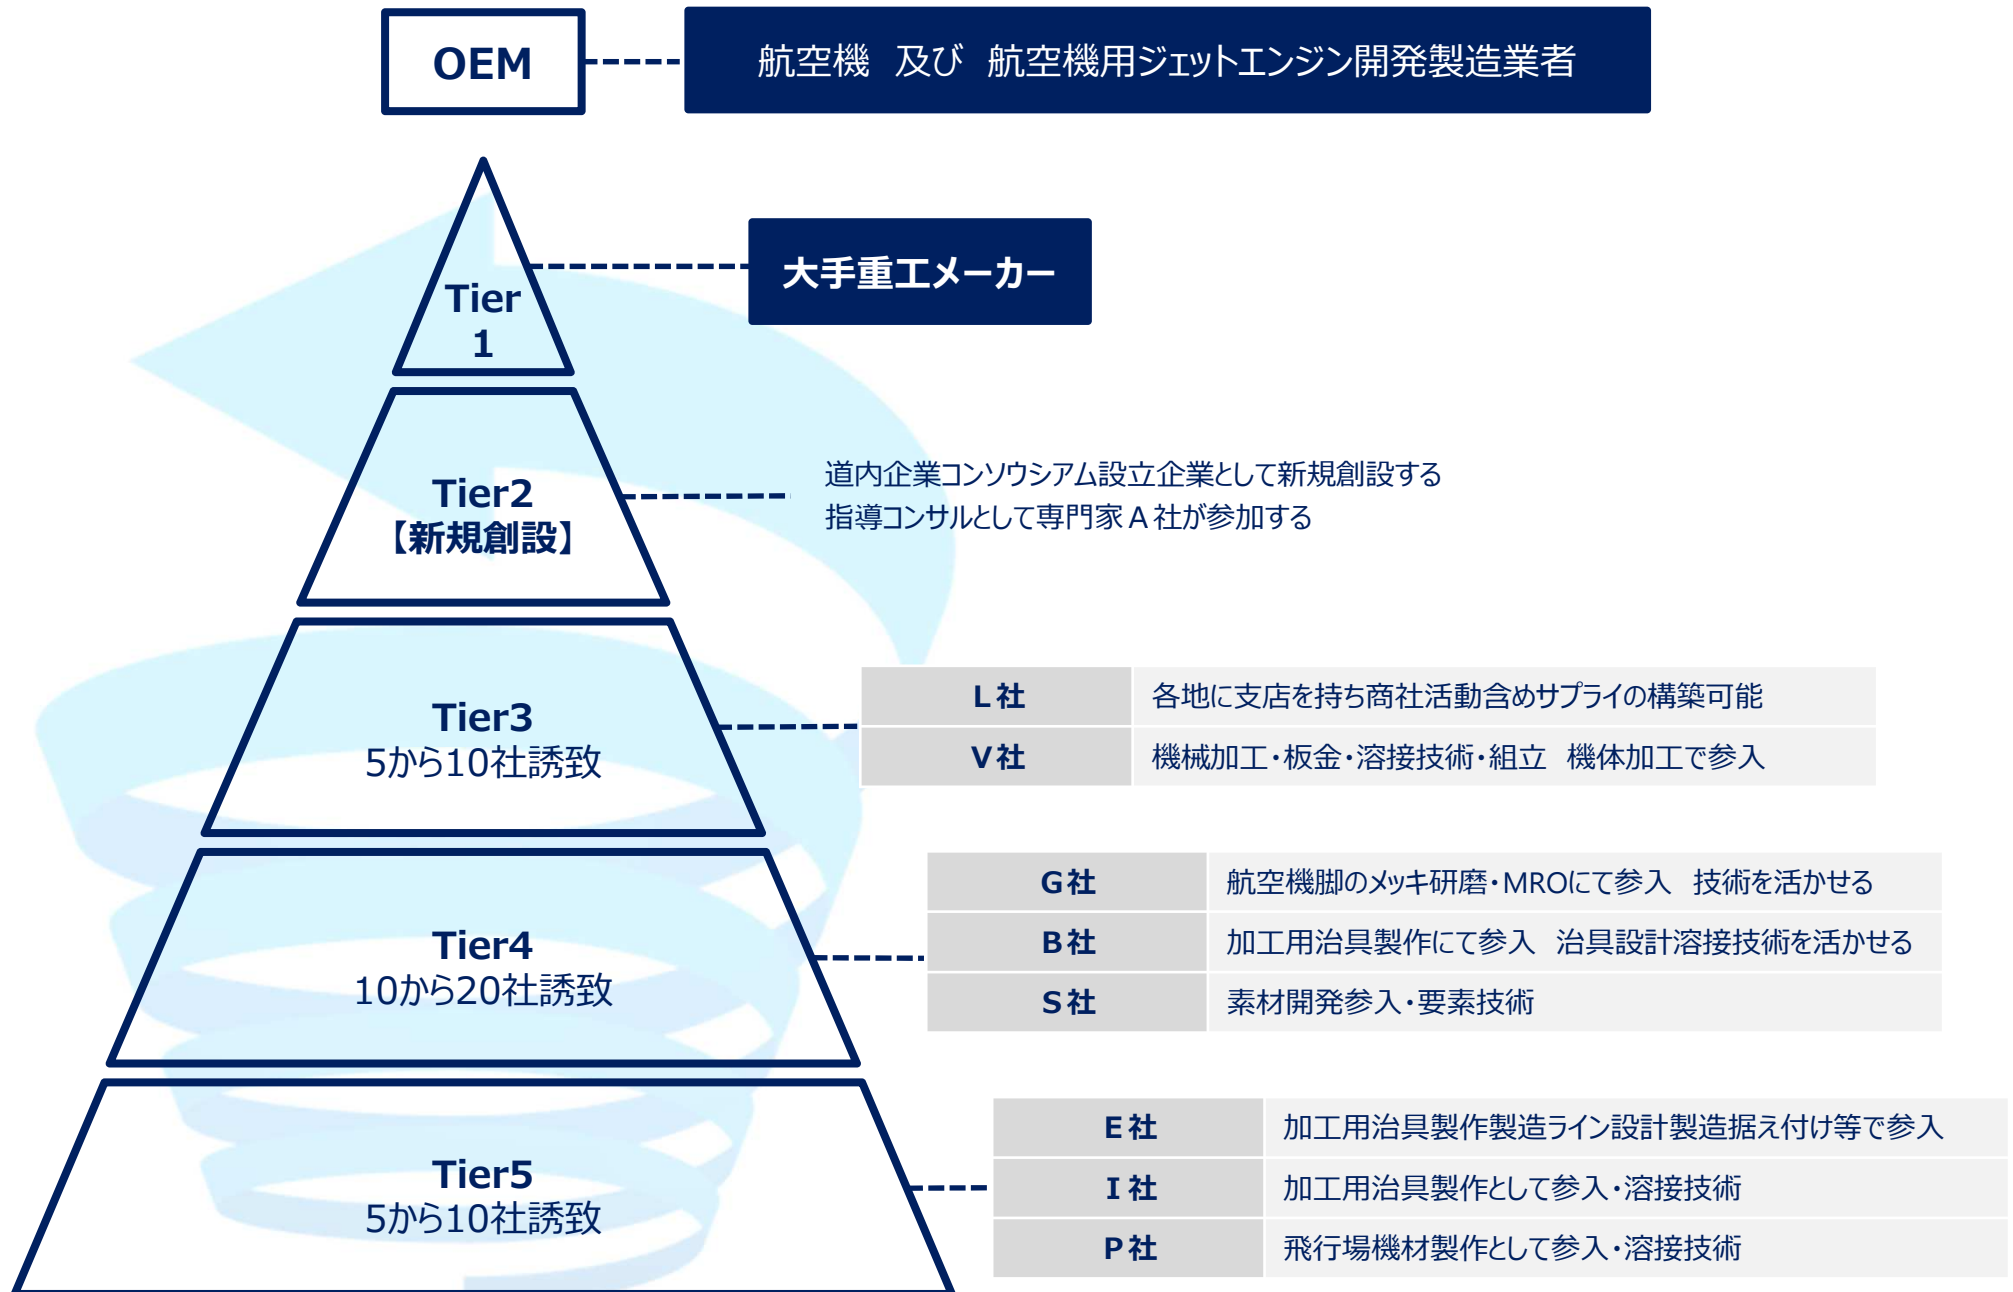 OEM
航空機 及び 航空機用ジェットエンジン開発製造業者
Tier
1
大手重工メーカー
Tier2
【新規創設】
道内企業コンソウシアム設立企業として新規創設する
指導コンサルとして専門家A社が参加する
Tier3
5から10社誘致
L社 各地に支店を持ち商社活動含めサプライの構築可能
V社 機械加工・板金・溶接技術・組立 機体加工で参入
Tier4
10から20社誘致
G社 航空機脚のメッキ研磨・MROにて参入 技術を活かせる
B社 加工用治具製作にて参入 治具設計溶接技術を活かせる
S社 素材開発参入・要素技術
Tier5
5から10社誘致
E社 加工用治具製作製造ライン設計製造据え付け等で参入
I社 加工用治具製作として参入・溶接技術
P社 飛行場機材製作として参入・溶接技術